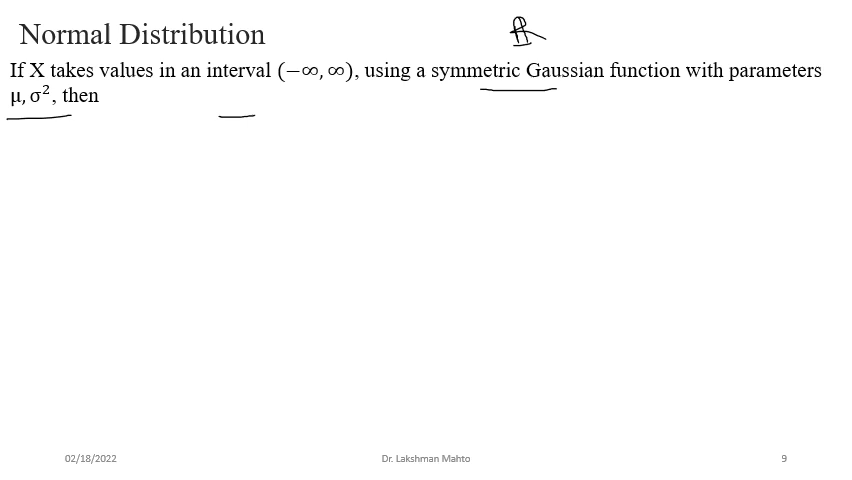 Normal Distribution
If X takes values in an interval (−∞, ∞), using a symmetric Gaussian function with parameters
μ, σ², then
02/18/2022
Dr. Lakshman Mahto
9